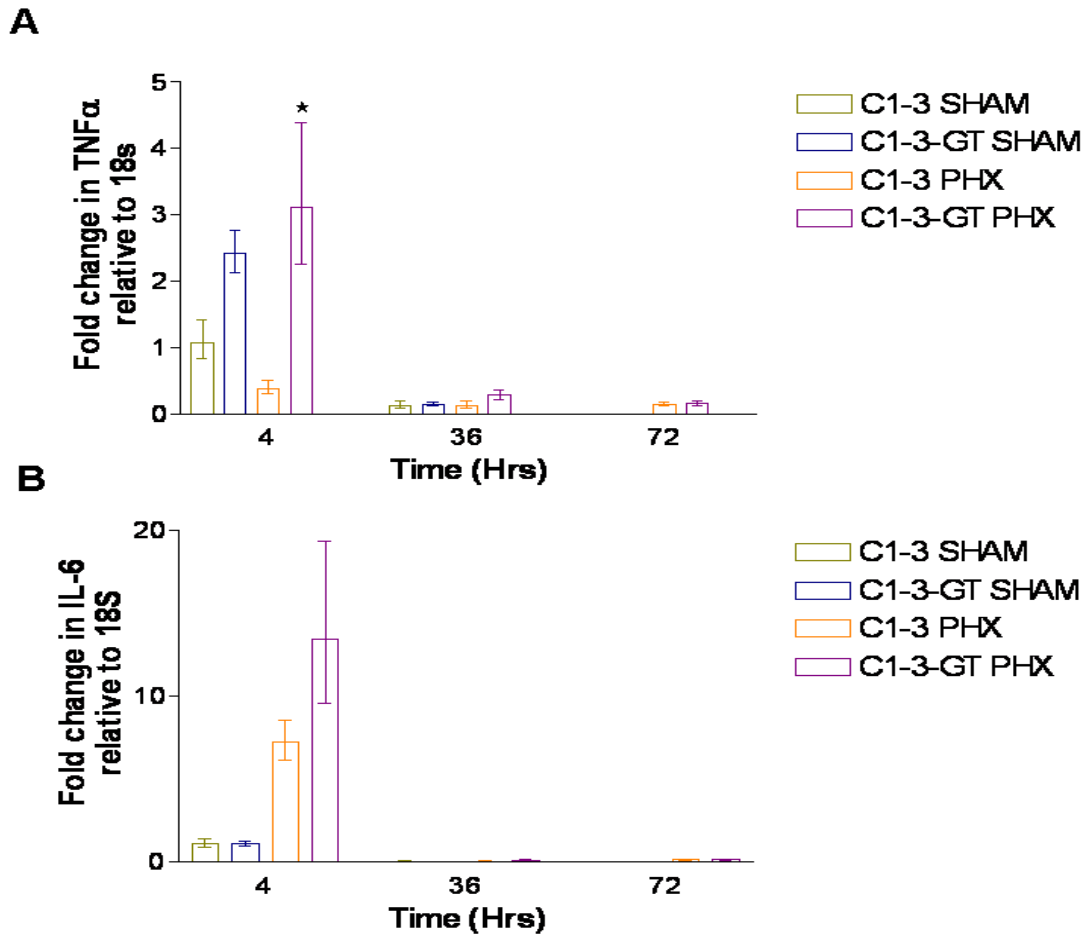 A
Fold change in TNFα
relative to 18s
5
4
3
2
1
0
★
4
36
72
Time (Hrs)
C1-3 SHAM
C1-3-GT SHAM
C1-3 PHX
C1-3-GT PHX
B
Fold change in IL-6
relative to 18S
20
10
0
4
36
72
Time (Hrs)
C1-3 SHAM
C1-3-GT SHAM
C1-3 PHX
C1-3-GT PHX